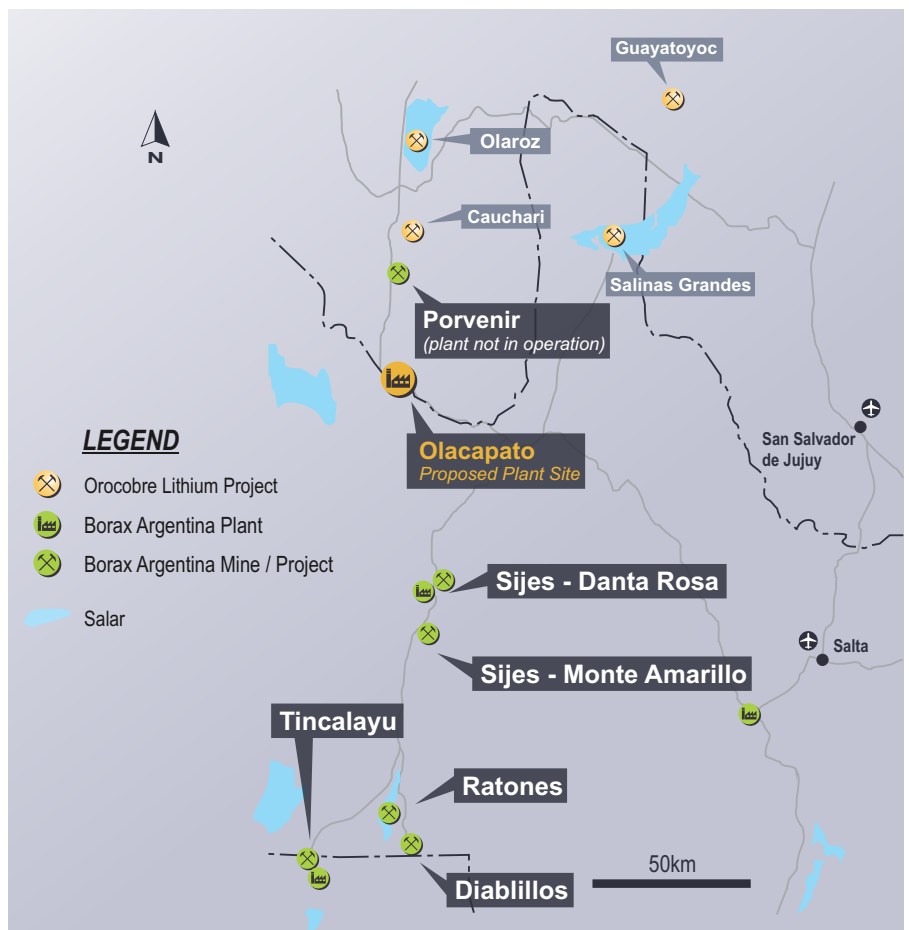 Guayatoyoc
N
Olaroz
Cauchari
Salinas Grandes
Porvenir
(plant not in operation)
LEGEND
Olacapato
Proposed Plant Site
San Salvador
de Jujuy
Orocobre Lithium Project
Borax Argentina Plant
Borax Argentina Mine / Project
Salar
Sijes - Danta Rosa
Salta
Sijes - Monte Amarillo
Tincalayu
Ratones
Diablillos
50km